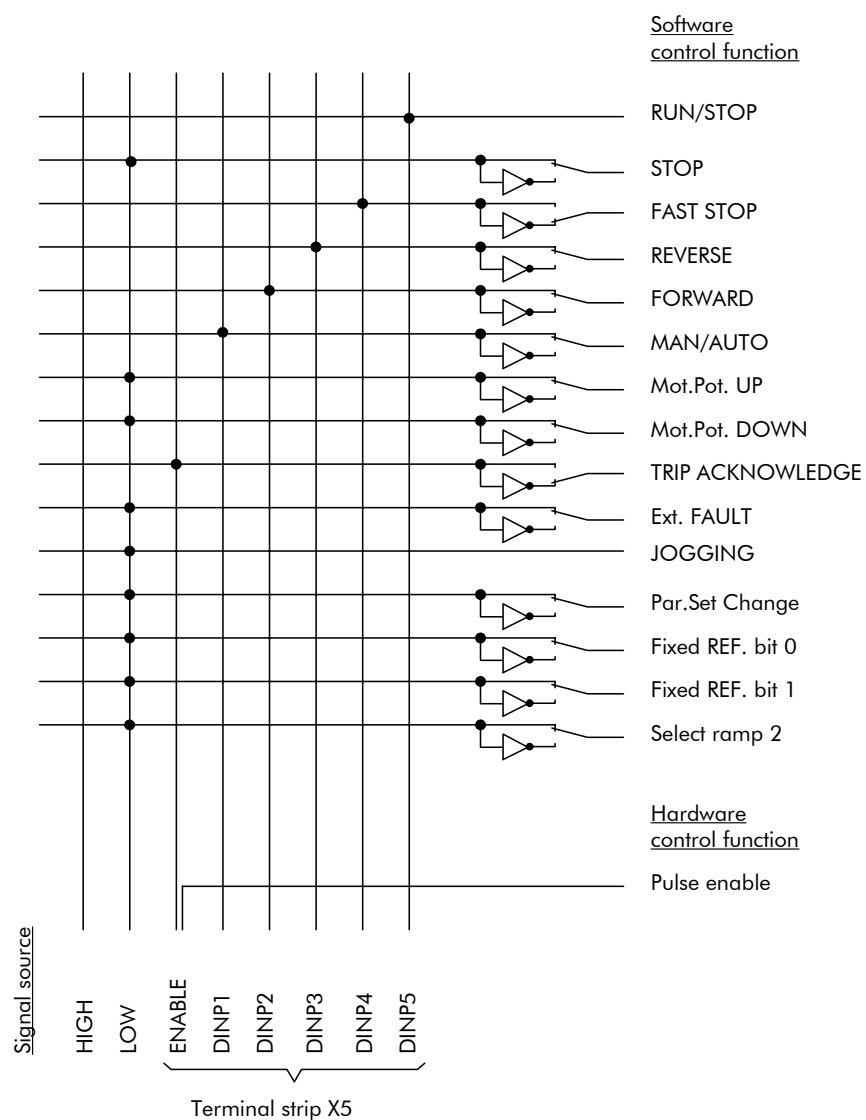 Software
control function
RUN/STOP
STOP
FAST STOP
REVERSE
FORWARD
MAN/AUTO
Mot.Pot. UP
Mot.Pot. DOWN
TRIP ACKNOWLEDGE
Ext. FAULT
JOGGING
Par.Set Change
Fixed REF. bit 0
Fixed REF. bit 1
Select ramp 2
Hardware
control function
Pulse enable
Signal source
HIGH
LOW
ENABLE
DINP1
DINP2
DINP3
DINP4
DINP5
Terminal strip X5